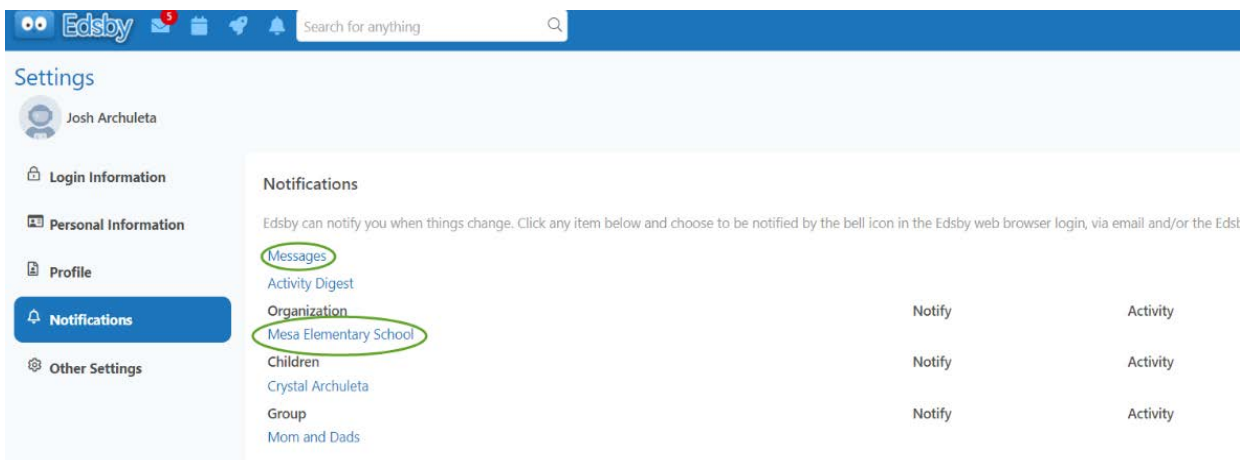 Edsby 5 Search for anything
Settings
Josh Archuleta
Login Information
Personal Information
Profile
Notifications
Other Settings
Notifications
Edsby can notify you when things change. Click any item below and choose to be notified by the bell icon in the Edsby web browser login, via email and/or the
Messages
Activity Digest
Organization Notify Activity
Mesa Elementary School
Children Notify Activity
Crystal Archuleta
Group Notify Activity
Mom and Dads